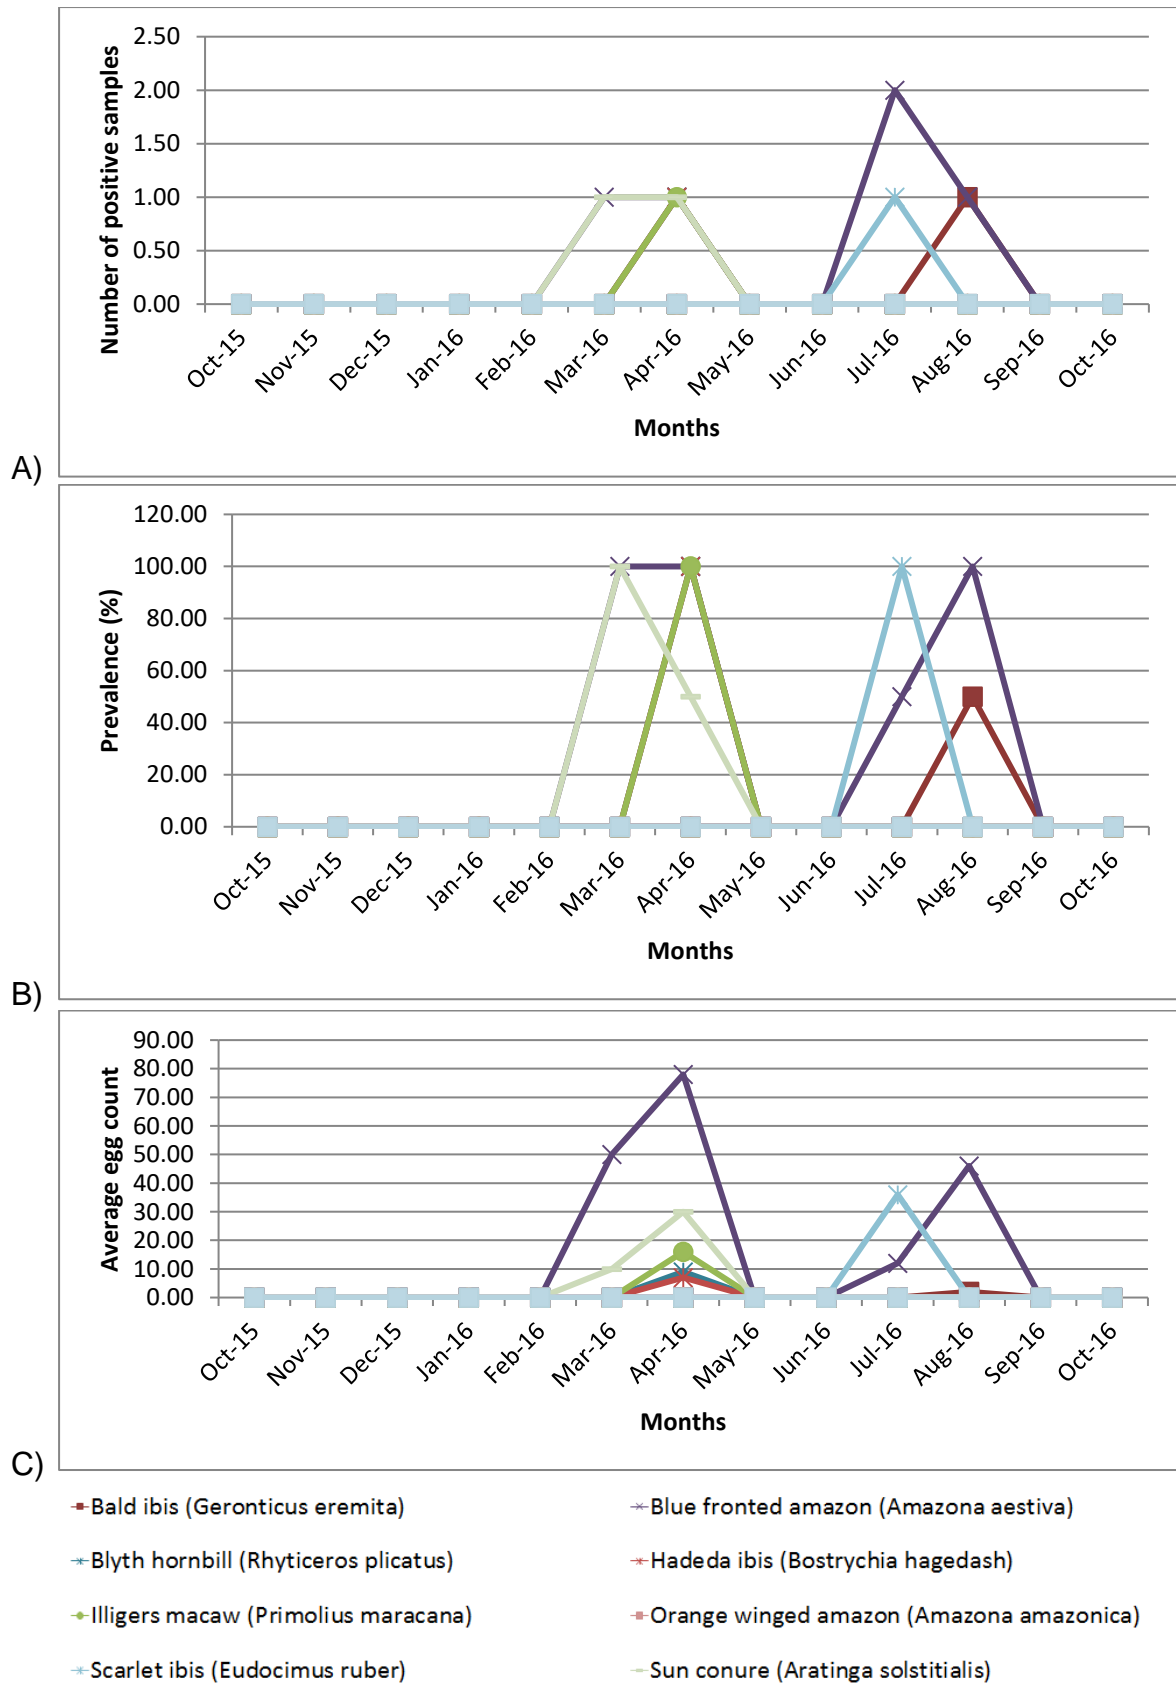 2.50
2.00
1.50
1.00
0.50
0.00
Number of positive samples
Oct-15 Nov-15 Dec-15 Jan-16 Feb-16 Mar-16 Apr-16 May-16 Jun-16 Jul-16 Aug-16 Sep-16 Oct-16
Months
A)
120.00
100.00
80.00
60.00
40.00
20.00
0.00
Prevalence (%)
Oct-15 Nov-15 Dec-15 Jan-16 Feb-16 Mar-16 Apr-16 May-16 Jun-16 Jul-16 Aug-16 Sep-16 Oct-16
Months
B)
90.00
80.00
70.00
60.00
50.00
40.00
30.00
20.00
10.00
0.00
Average egg count
Oct-15 Nov-15 Dec-15 Jan-16 Feb-16 Mar-16 Apr-16 May-16 Jun-16 Jul-16 Aug-16 Sep-16 Oct-16
Months
C)
Bald ibis (Geronticus eremita)
Blue fronted amazon (Amazona aestiva)
Blyth hornbill (Rhyticeros plicatus)
Hadeda ibis (Bostrychia hagedash)
Illigers macaw (Primolius maracana)
Orange winged amazon (Amazona amazonica)
Scarlet ibis (Eudocimus ruber)
Sun conure (Aratinga solstitialis)